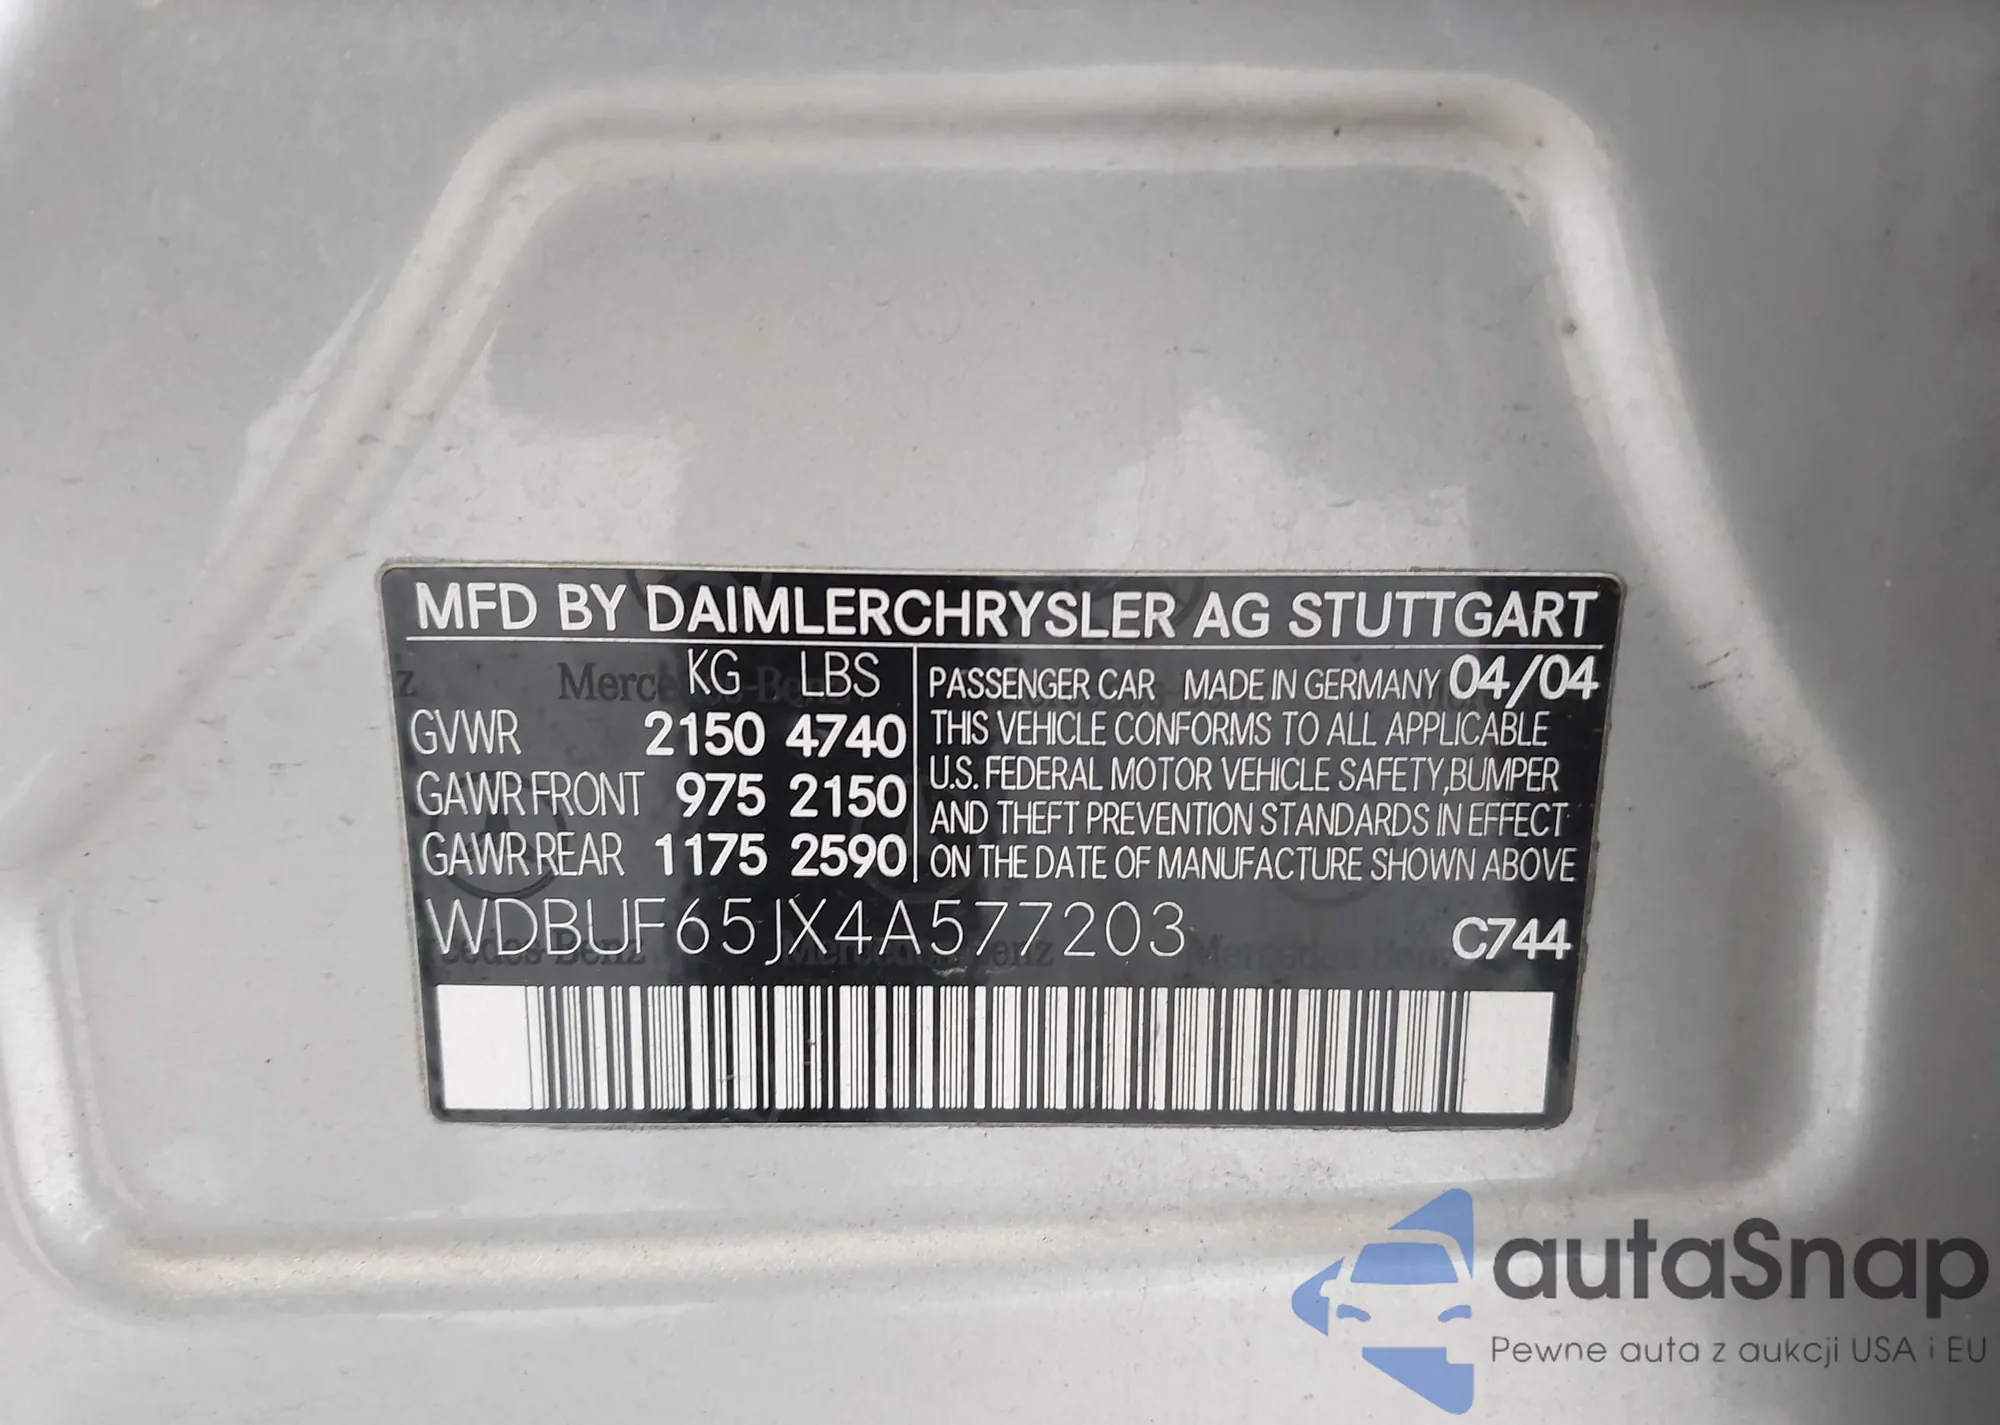 MFD BY DAIMLERCHRYSLER AG STUTTGART
KG LBS
GVWR 2150 4740
GAWR FRONT 975 2150
GAWR REAR 1175 2590
PASSENGER CAR MADE IN GERMANY 04/04
THIS VEHICLE CONFORMS TO ALL APPLICABLE
U.S. FEDERAL MOTOR VEHICLE SAFETY,BUMPER
AND THEFT PREVENTION STANDARDS IN EFFECT
ON THE DATE OF MANUFACTURE SHOWN ABOVE
WDBUF65JX4A577203 C744
autaSnap
Pewne auta z aukcji USA i EU